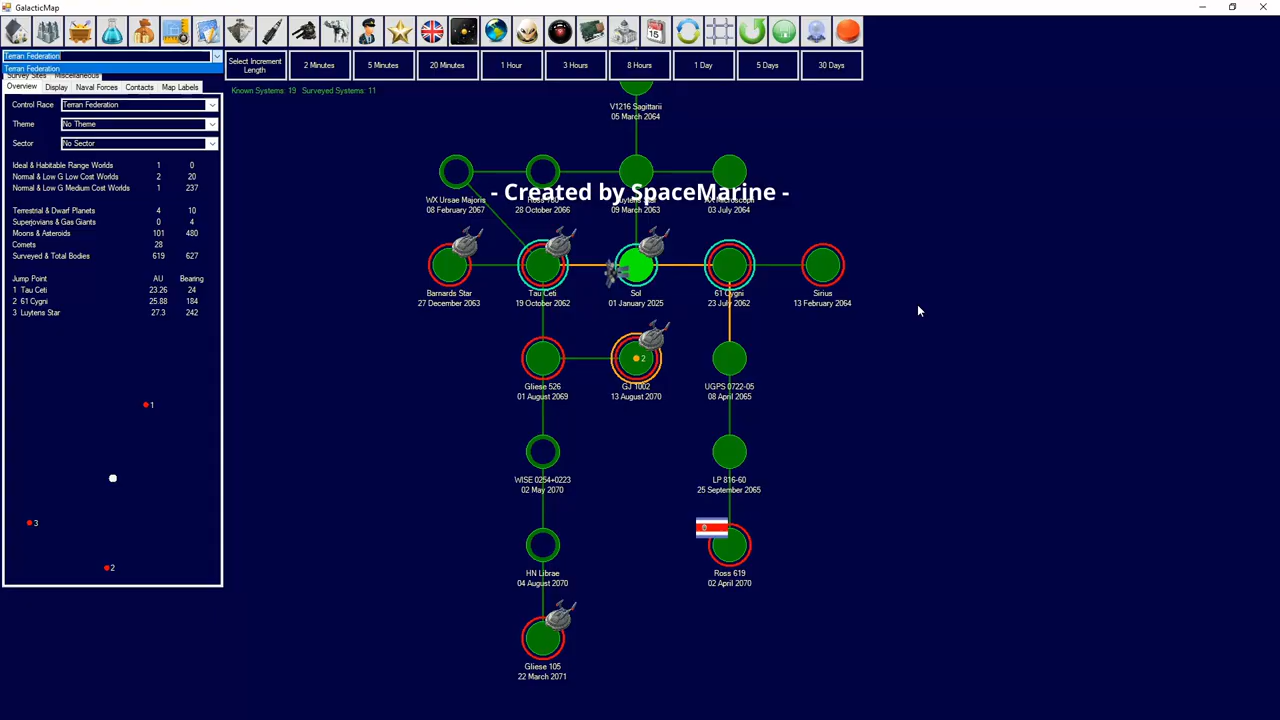 GalacticMap
Terran Federation
Select Increment Length
2 Minutes
5 Minutes
20 Minutes
1 Hour
3 Hours
8 Hours
1 Day
5 Days
30 Days
Terran Federation
Survey Sites Miscellaneous
Overview Display Naval Forces Contacts Map Labels
Known Systems: 19 Surveyed Systems: 11
Control Race Terran Federation
Theme No Theme
Sector No Sector
Ideal & Habitable Range Worlds 1 0
Normal & Low G Low Cost Worlds 2 20
Normal & Low G Medium Cost Worlds 1 237
Terrestrial & Dwarf Planets 4 10
Superjovians & Gas Giants 0 4
Moons & Asteroids 101 480
Comets 28
Surveyed & Total Bodies 619 627
Jump Point AU Bearing
1 Tau Ceti 23.26 24
2 61 Cygni 25.88 184
3 Luytens Star 27.3 242
1
3
2
V1216 Sagittarii
05 March 2064
- Created by SpaceMarine -
WX Ursae Majoris
08 February 2067
28 October 2066
09 March 2063
03 July 2064
Barnards Star
27 December 2063
Tau Ceti
19 October 2062
Sol
01 January 2025
61 Cygni
23 July 2062
Sirius
13 February 2064
2
Gliese 526
01 August 2069
GJ 1002
13 August 2070
UGPS 0722-05
08 April 2065
WISE 0254+0223
02 May 2070
LP 816-60
25 September 2065
HN Librae
04 August 2070
Ross 619
02 April 2070
Gliese 105
22 March 2071